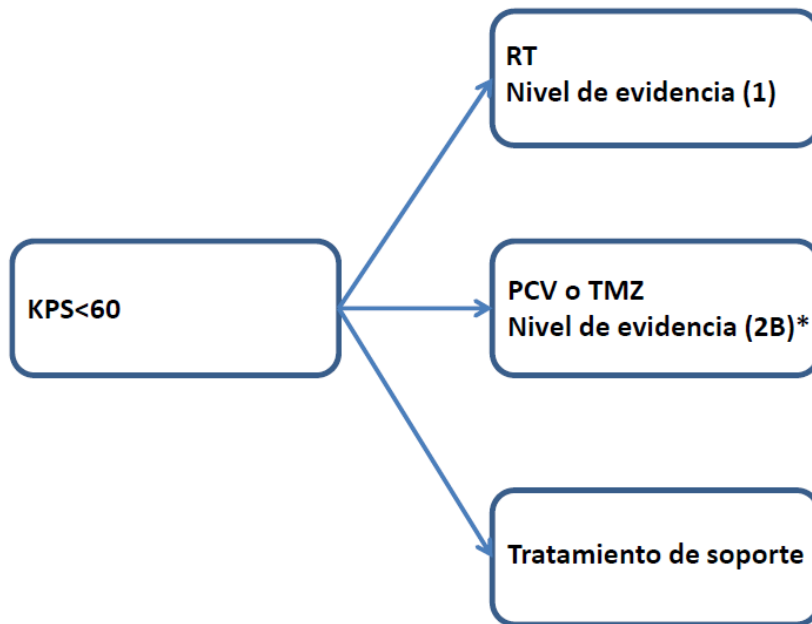 RT
Nivel de evidencia (1)
KPS<60
PCV o TMZ
Nivel de evidencia (2B)*
Tratamiento de soporte